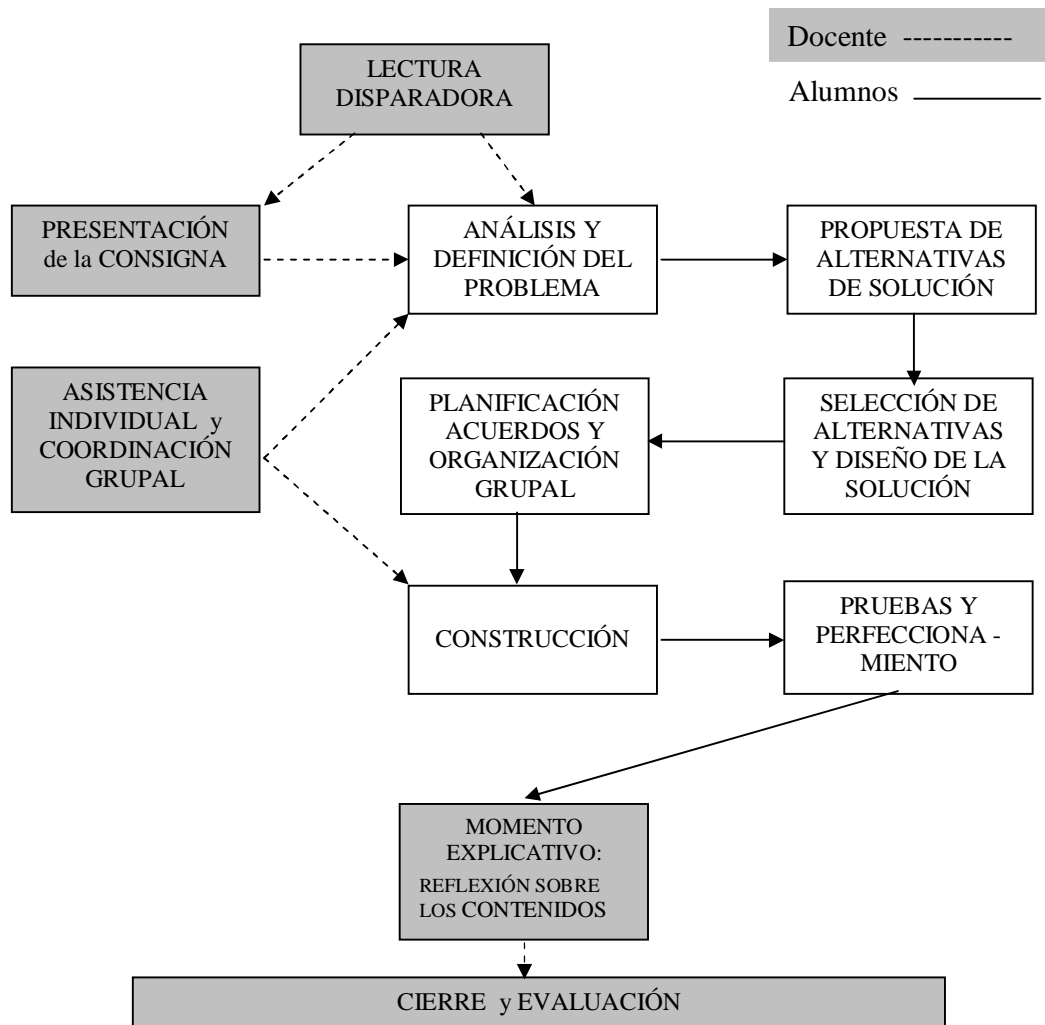 Docente -----------
Alumnos
LECTURA
DISPARADORA
PRESENTACIÓN
de la CONSIGNA
ANÁLISIS Y
DEFINICIÓN DEL
PROBLEMA
PROPUESTA DE
ALTERNATIVAS
DE SOLUCIÓN
ASISTENCIA
INDIVIDUAL y
COORDINACIÓN
GRUPAL
PLANIFICACIÓN
ACUERDOS Y
ORGANIZACIÓN
GRUPAL
SELECCIÓN DE
ALTERNATIVAS
Y DISEÑO DE LA
SOLUCIÓN
CONSTRUCCIÓN
PRUEBAS Y
PERFECCIONA -
MIENTO
MOMENTO
EXPLICATIVO:
REFLEXIÓN SOBRE
LOS CONTENIDOS
CIERRE y EVALUACIÓN